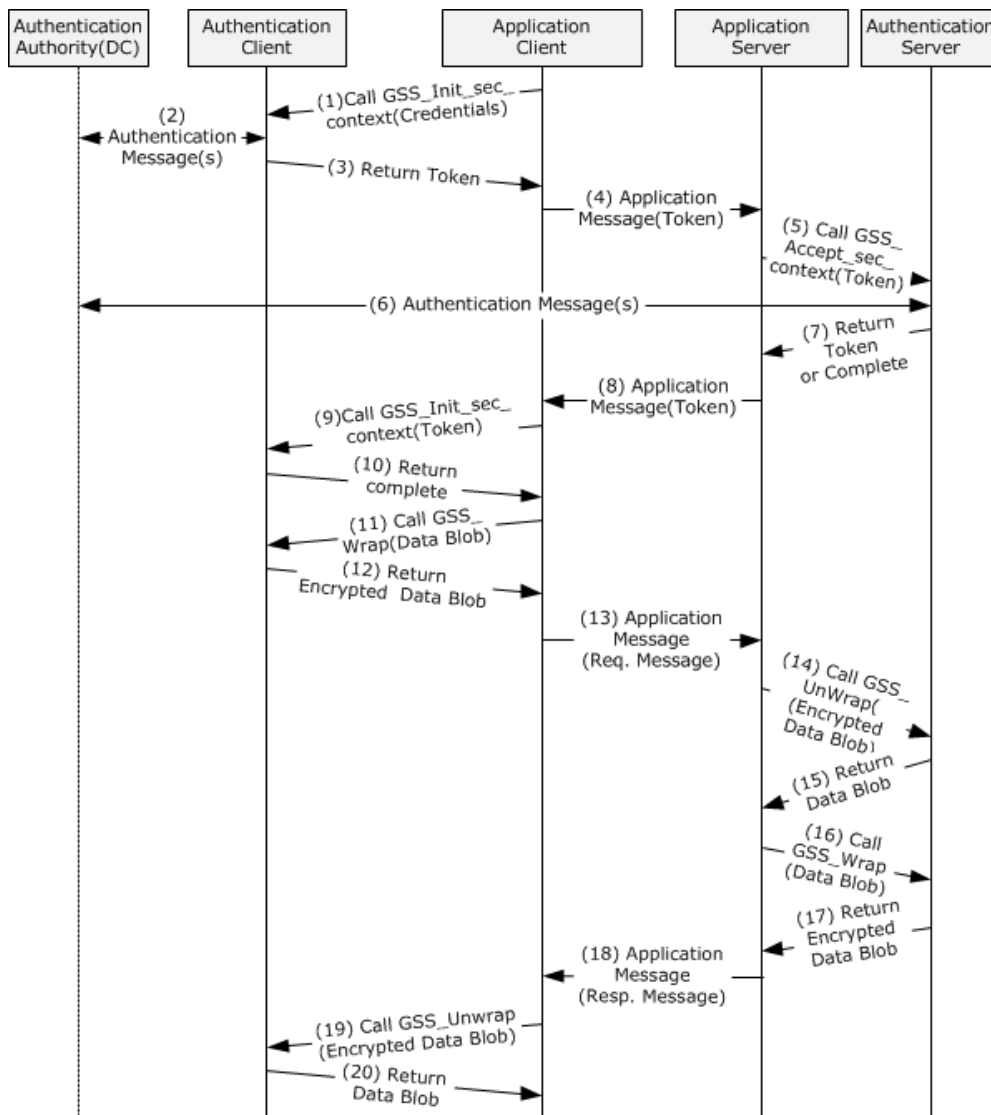 Authentication
Authority(DC)
Authentication
Client
Application
Client
Application
Server
Authentication
Server
(1)Call GSS_Init_sec_
context(Credentials)
(2)
Authentication
Message(s)
(3) Return Token
(4) Application
Message(Token)
(5) Call GSS_
Accept_sec_
context(Token)
(6) Authentication Message(s)
(7) Return
Token
or Complete
(8) Application
Message(Token)
(9)Call GSS_Init_sec_
context(Token)
(10) Return
complete
(11) Call GSS_
Wrap(Data Blob)
(12) Return
Encrypted Data Blob
(13) Application
Message
(Req. Message)
(14) Call GSS_
UnWrap(
(Encrypted
Data Blob)
(15) Return
Data Blob
(16) Call
GSS_Wrap
(Data Blob)
(17) Return
Encrypted
Data Blob
(18) Application
Message
(Resp. Message)
(19) Call GSS_Unwrap
(Encrypted Data Blob)
(20) Return
Data Blob